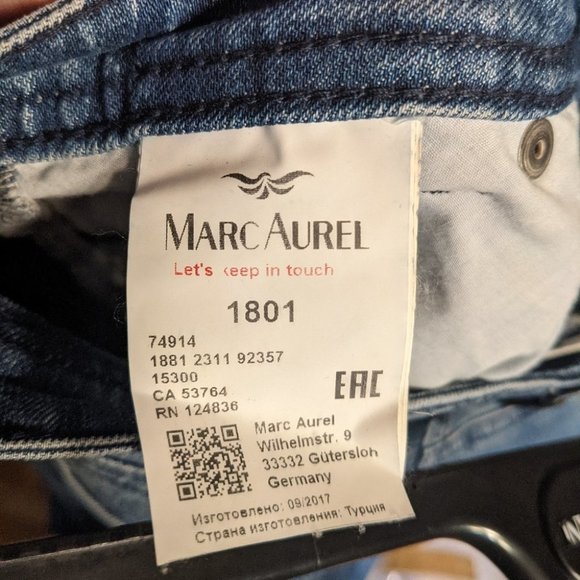 MARC AUREL
Let's keep in touch
1801
74914
1881 2311 92357
15300
CA 53764
RN 124836
EAC
Marc Aurel
Wilhelmstr. 9
33332 Gütersloh
Germany
Изготовлено: 09/2017
Страна изготовления: Турция